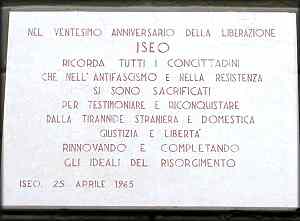 NEL VENTESIMO ANNIVERSARIO DELLA LIBERAZIONE
ISEO
RICORDA TUTTI I CONCITTADINI
CHE NELL'ANTIFASCISMO E NELLA RESISTENZA
SI SONO SACRIFICATI
PER TESTIMONIARE E RICONQUISTARE
DALLA TIRANNIDE STRANIERA E DOMESTICA
GIUSTIZIA E LIBERTA'
RINNOVANDO E COMPLETANDO
GLI IDEALI DEL RISORGIMENTO
ISEO, 25 APRILE 1965